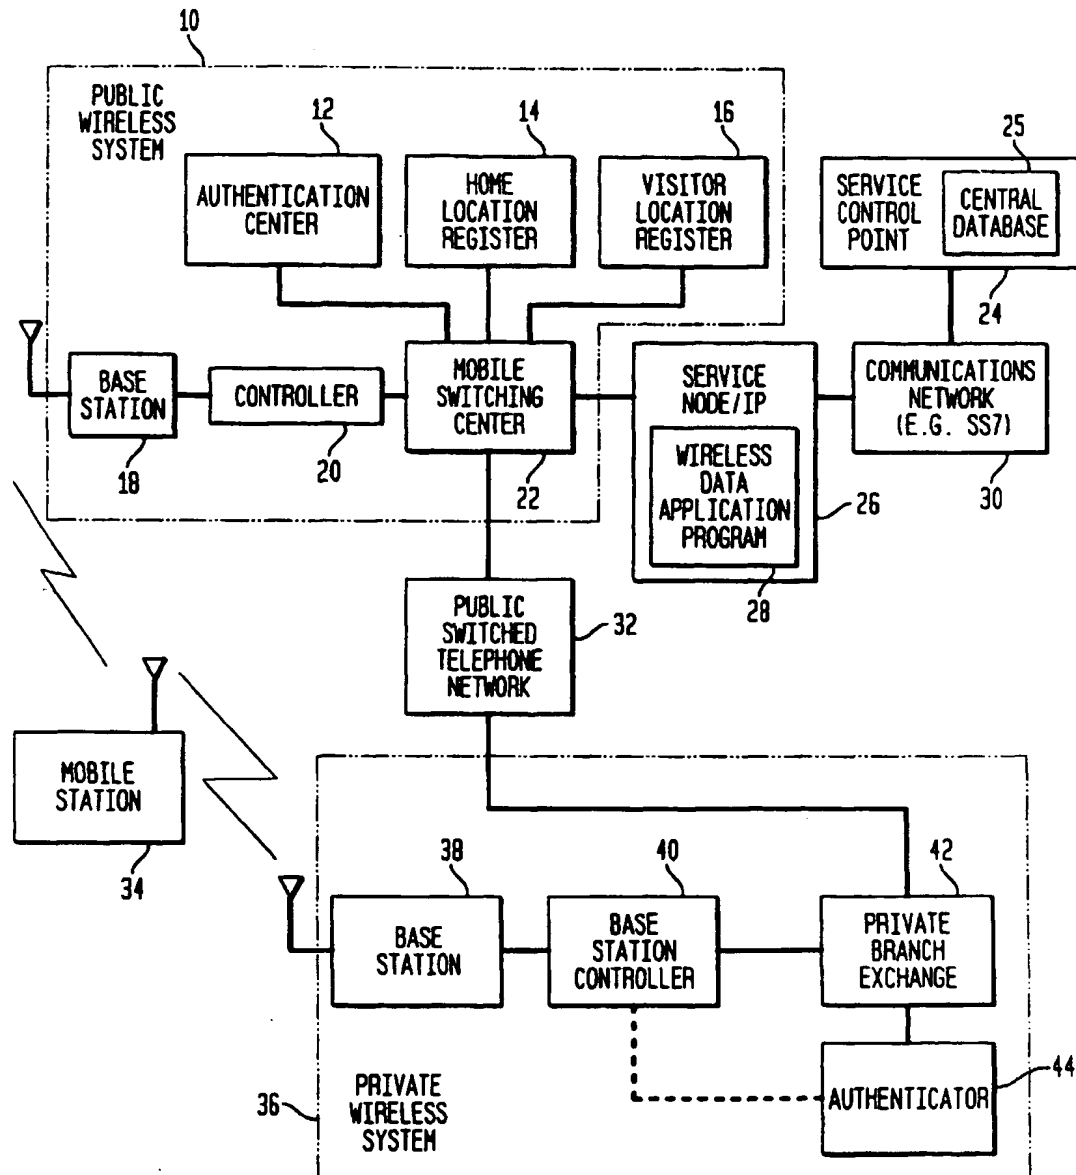 10
PUBLIC
WIRELESS
SYSTEM
12
14
16
25
AUTHENTICATION
CENTER
HOME
LOCATION
REGISTER
VISITOR
LOCATION
REGISTER
SERVICE
CONTROL
POINT
CENTRAL
DATABASE
24
BASE
STATION
CONTROLLER
MOBILE
SWITCHING
CENTER
SERVICE
NODE/IP
COMMUNICATIONS
NETWORK
(E.G. SS7)
18
20
22
WIRELESS
DATA
APPLICATION
PROGRAM
26
30
28
PUBLIC
SWITCHED
TELEPHONE
NETWORK
32
MOBILE
STATION
34
38
40
42
BASE
STATION
BASE
STATION
CONTROLLER
PRIVATE
BRANCH
EXCHANGE
36
PRIVATE
WIRELESS
SYSTEM
AUTHENTICATOR
44